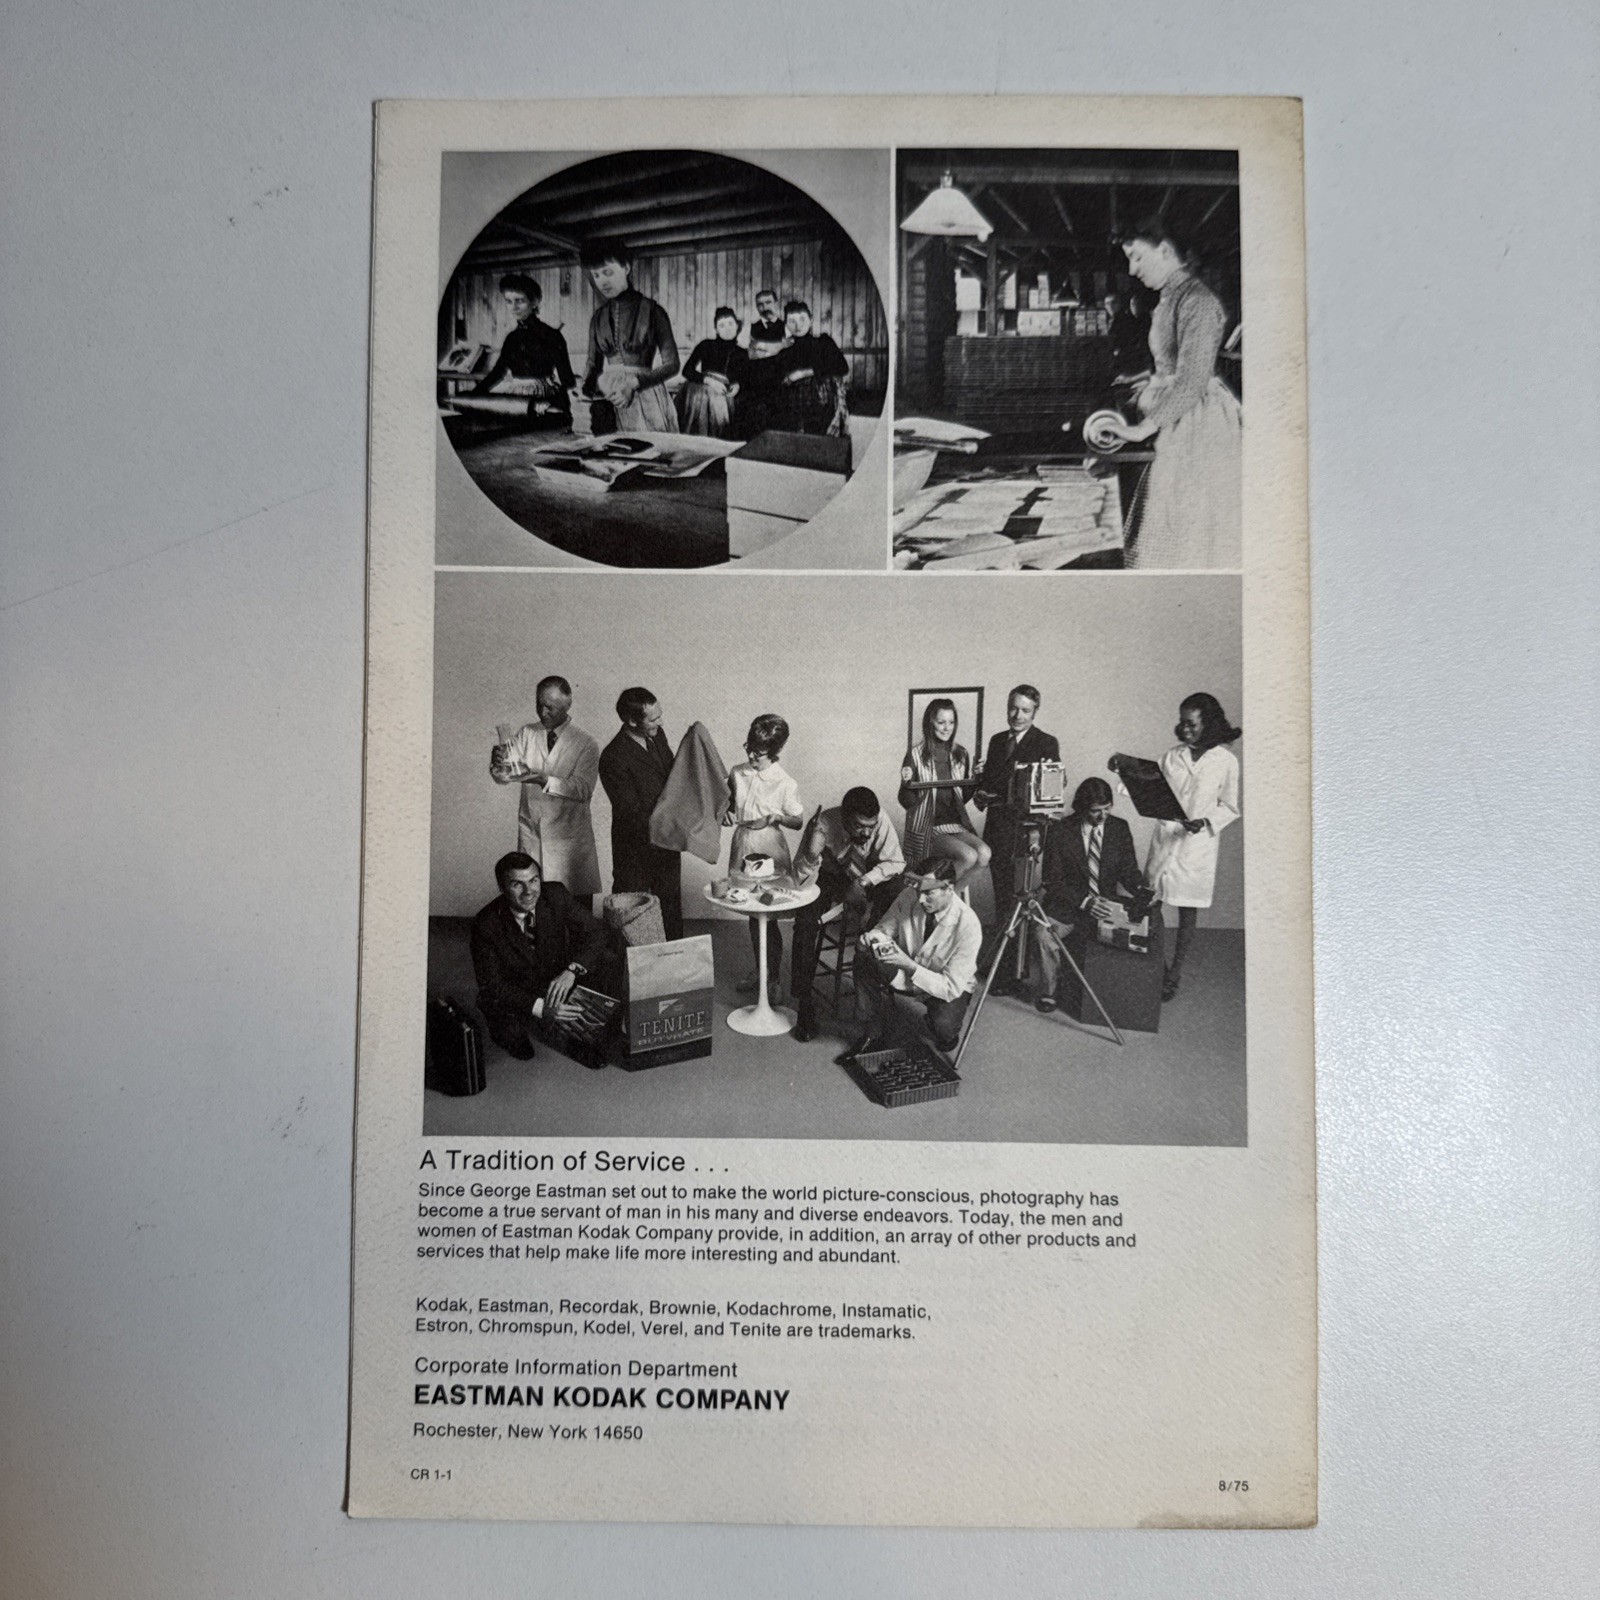 TENITE
BUTYRATE
A Tradition of Service . . .
Since George Eastman set out to make the world picture-conscious, photography has
become a true servant of man in his many and diverse endeavors. Today, the men and
women of Eastman Kodak Company provide, in addition, an array of other products and
services that help make life more interesting and abundant.
Kodak, Eastman, Recordak, Brownie, Kodachrome, Instamatic,
Estron, Chromspun, Kodel, Verel, and Tenite are trademarks.
Corporate Information Department
EASTMAN KODAK COMPANY
Rochester, New York 14650
CR 1-1
8/75